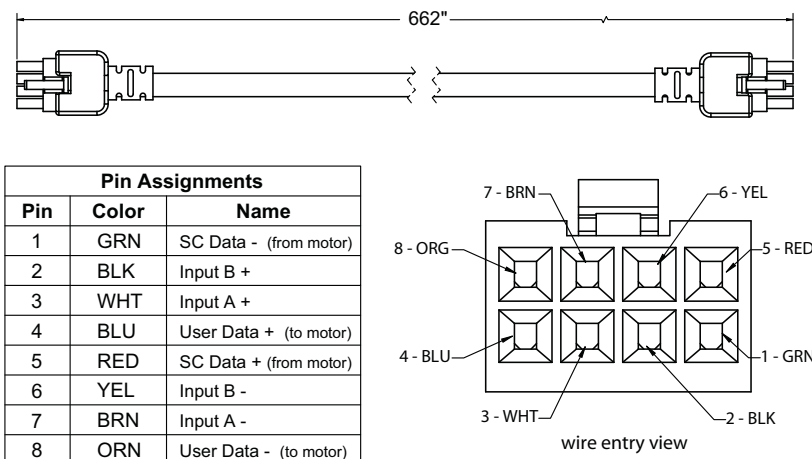 662"
Pin Assignments
Pin Color Name
1 GRN SC Data - (from motor)
2 BLK Input B +
3 WHT Input A +
4 BLU User Data + (to motor)
5 RED SC Data + (from motor)
6 YEL Input B -
7 BRN Input A -
8 ORN User Data - (to motor)
7 - BRN
6 - YEL
8 - ORG
5 - RED
4 - BLU
1 - GRN
3 - WHT
2 - BLK
wire entry view